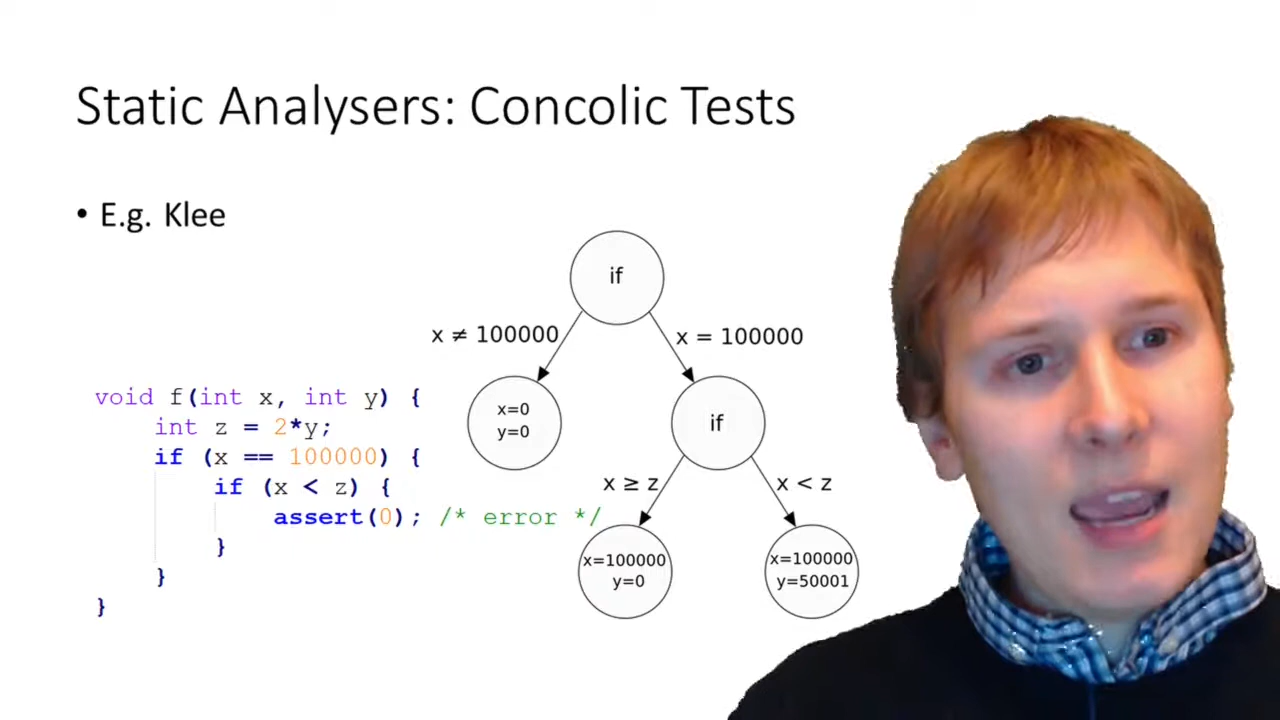 Static Analysers: Concolic Tests
• E.g. Klee
void f(int x, int y) {
    int z = 2*y;
    if (x == 100000) {
        if (x < z) {
            assert(0); /* error */
        }
    }
}
if
x ≠ 100000
x = 100000
x=0
y=0
if
x ≥ z
x < z
x=100000
y=0
x=100000
y=50001